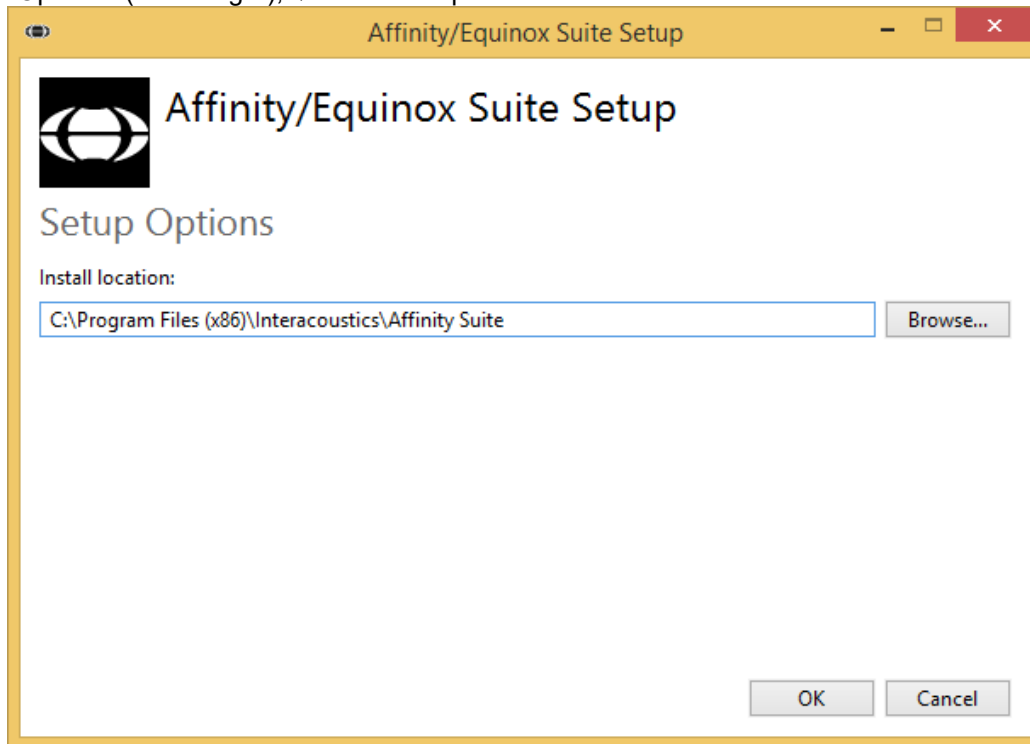 Affinity/Equinox Suite Setup
Affinity/Equinox Suite Setup
Setup Options
Install location:
C:\Program Files (x86)\Interacoustics\Affinity Suite
Browse...
OK
Cancel